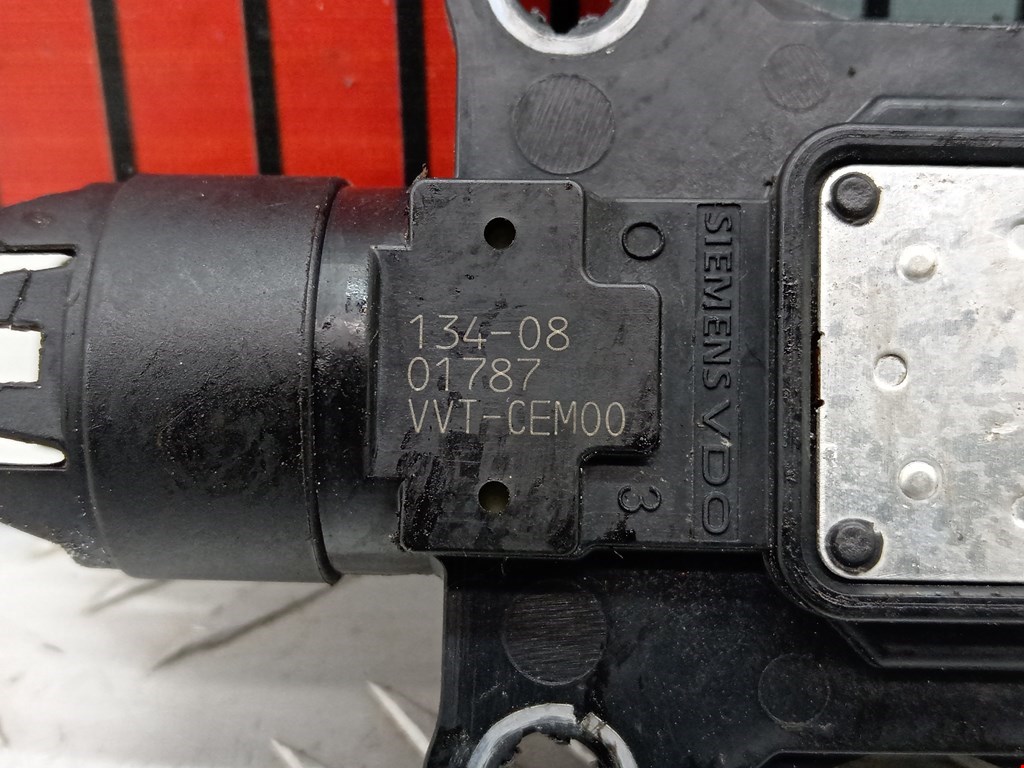 134-08
01787
VVT-CEM00
O
3
SIEMENS VDO